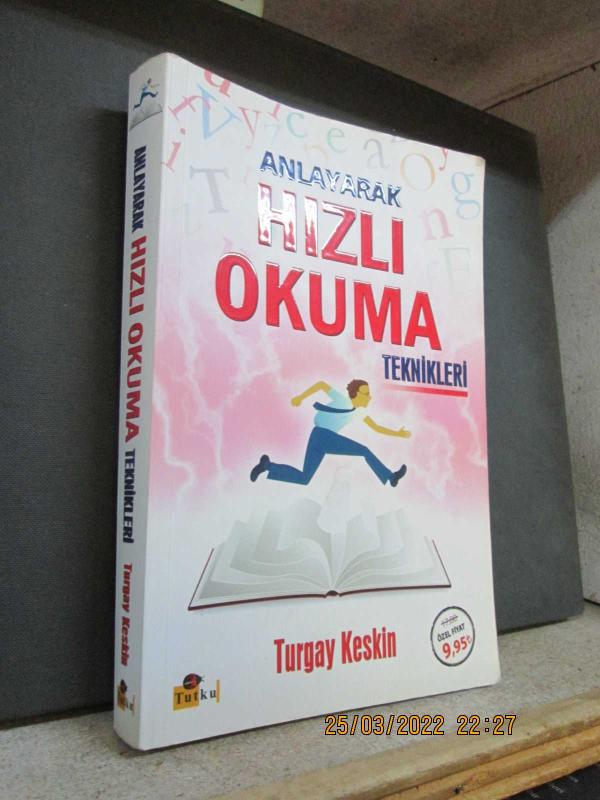 ANLAYARAK
HIZLI
OKUMA
TEKNİKLERİ
Turgay Keskin
ÖZEL FİYAT
9,95₺
Tutku
ANLAYARAK HIZLI OKUMA TEKNİKLERİ Turgay Keskin
25/03/2022 22:27